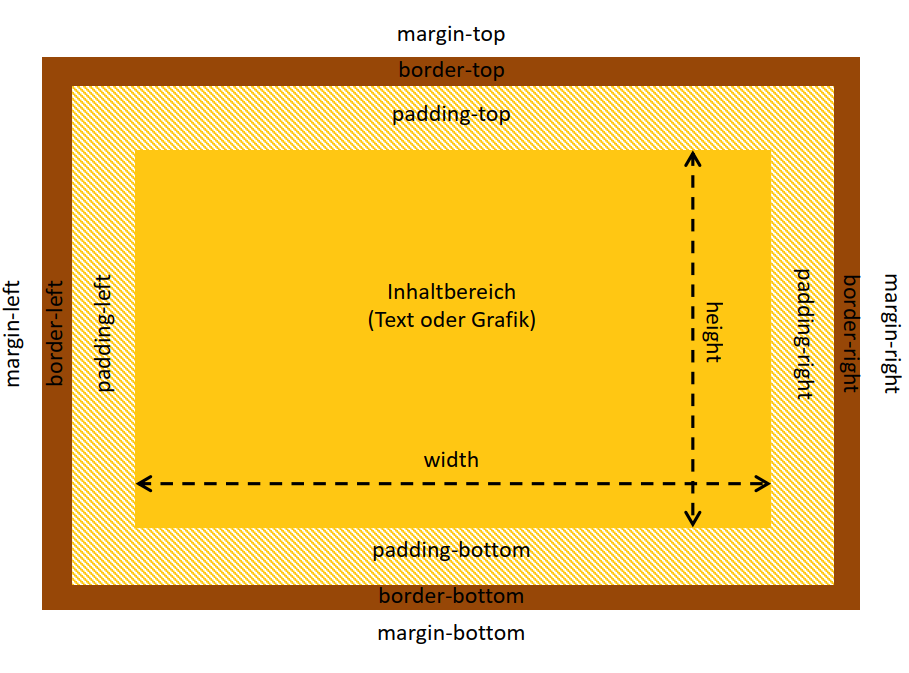 margin-top
border-top
padding-top
margin-left
border-left
padding-left
Inhaltbereich
(Text oder Grafik)
height
padding-right
border-right
margin-right
width
padding-bottom
border-bottom
margin-bottom